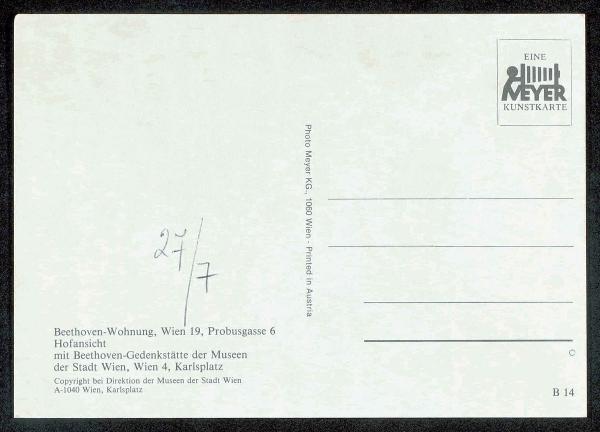 EINE
MEYER
KUNSTKARTE
Photo Meyer KG., 1060 Wien - Printed in Austria
27/7
Beethoven-Wohnung, Wien 19, Probusgasse 6
Hofansicht
mit Beethoven-Gedenkstätte der Museen
der Stadt Wien, Wien 4, Karlsplatz
Copyright bei Direktion der Museen der Stadt Wien
A-1040 Wien, Karlsplatz
B 14